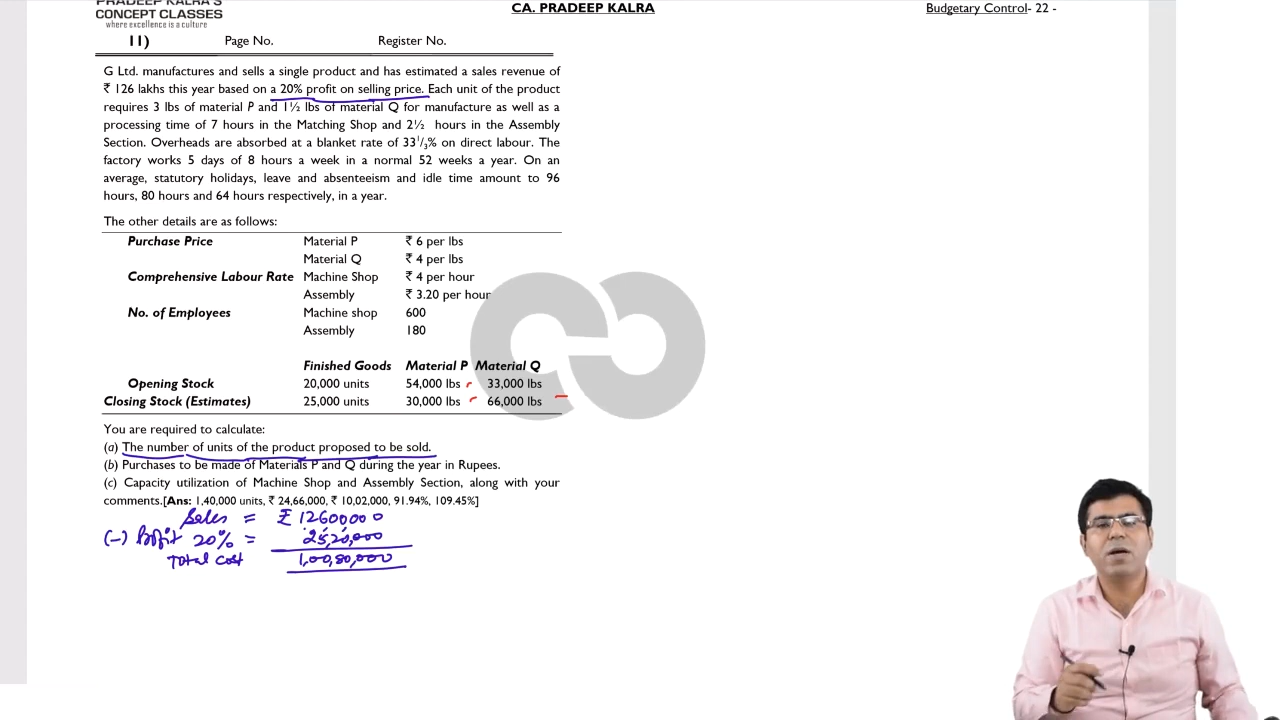 PRADEEP KALRA'S
CONCEPT CLASSES
where excellence is a culture
CA. PRADEEP KALRA
Budgetary Control- 22 -
11) Page No. Register No.
G Ltd. manufactures and sells a single product and has estimated a sales revenue of
₹ 126 lakhs this year based on a 20% profit on selling price. Each unit of the product
requires 3 lbs of material P and 1½ lbs of material Q for manufacture as well as a
processing time of 7 hours in the Matching Shop and 2½ hours in the Assembly
Section. Overheads are absorbed at a blanket rate of 33¹/₃% on direct labour. The
factory works 5 days of 8 hours a week in a normal 52 weeks a year. On an
average, statutory holidays, leave and absenteeism and idle time amount to 96
hours, 80 hours and 64 hours respectively, in a year.
The other details are as follows:
Purchase Price Material P ₹ 6 per lbs
Material Q ₹ 4 per lbs
Comprehensive Labour Rate Machine Shop ₹ 4 per hour
Assembly ₹ 3.20 per hour
No. of Employees Machine shop 600
Assembly 180
Finished Goods Material P Material Q
Opening Stock 20,000 units 54,000 lbs 33,000 lbs
Closing Stock (Estimates) 25,000 units 30,000 lbs 66,000 lbs
You are required to calculate:
(a) The number of units of the product proposed to be sold.
(b) Purchases to be made of Materials P and Q during the year in Rupees.
(c) Capacity utilization of Machine Shop and Assembly Section, along with your
comments.[Ans: 1,40,000 units, ₹ 24,66,000, ₹ 10,02,000, 91.94%, 109.45%]
Sales = ₹ 12600000
(-) Profit 20% = 25,20,000
Total cost 1,00,80,000